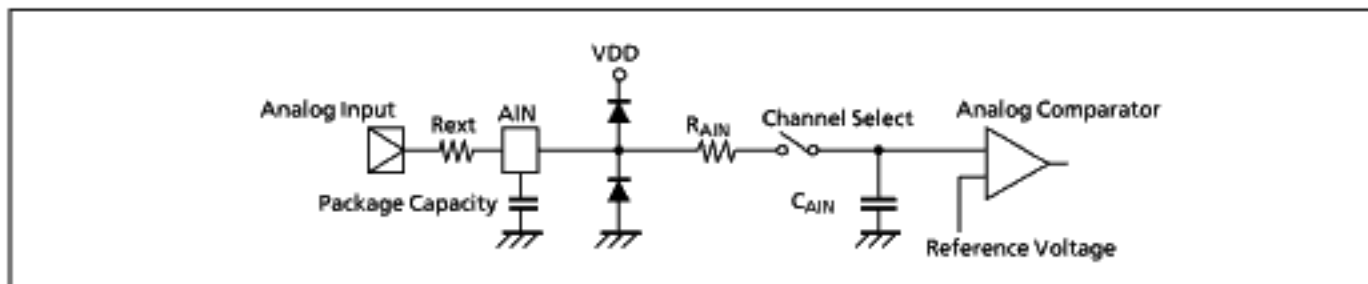 VDD
Analog Input
Rext
AIN
RAIN
Channel Select
Analog Comparator
Package Capacity
CAIN
Reference Voltage